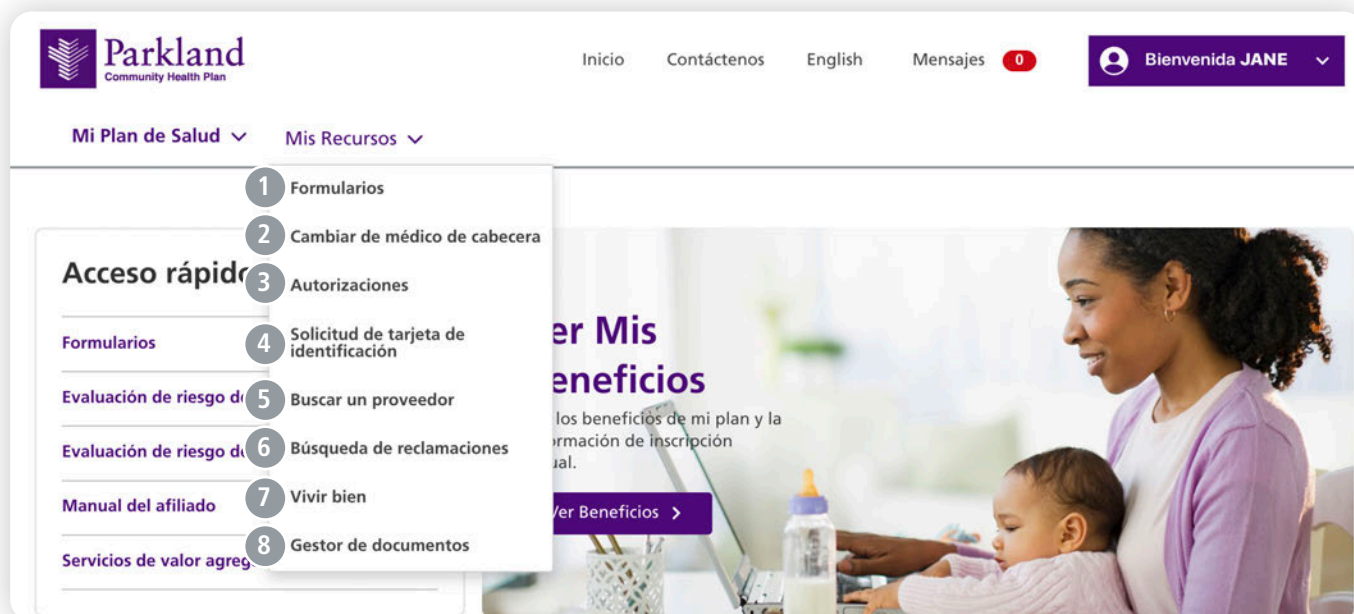 Parkland
Community Health Plan
Inicio Contáctenos English Mensajes 0 Bienvenida JANE
Mi Plan de Salud Mis Recursos
1 Formularios
2 Cambiar de médico de cabecera
3 Autorizaciones
4 Solicitud de tarjeta de
identificación
5 Buscar un proveedor
6 Búsqueda de reclamaciones
7 Vivir bien
8 Gestor de documentos
Acceso rápido
Formularios
Evaluación de riesgo
Evaluación de riesgo
Manual del afiliado
Servicios de valor
er Mis
eneficios
los beneficios de mi plan y la
ormación de inscripción
ual.
Ver Beneficios